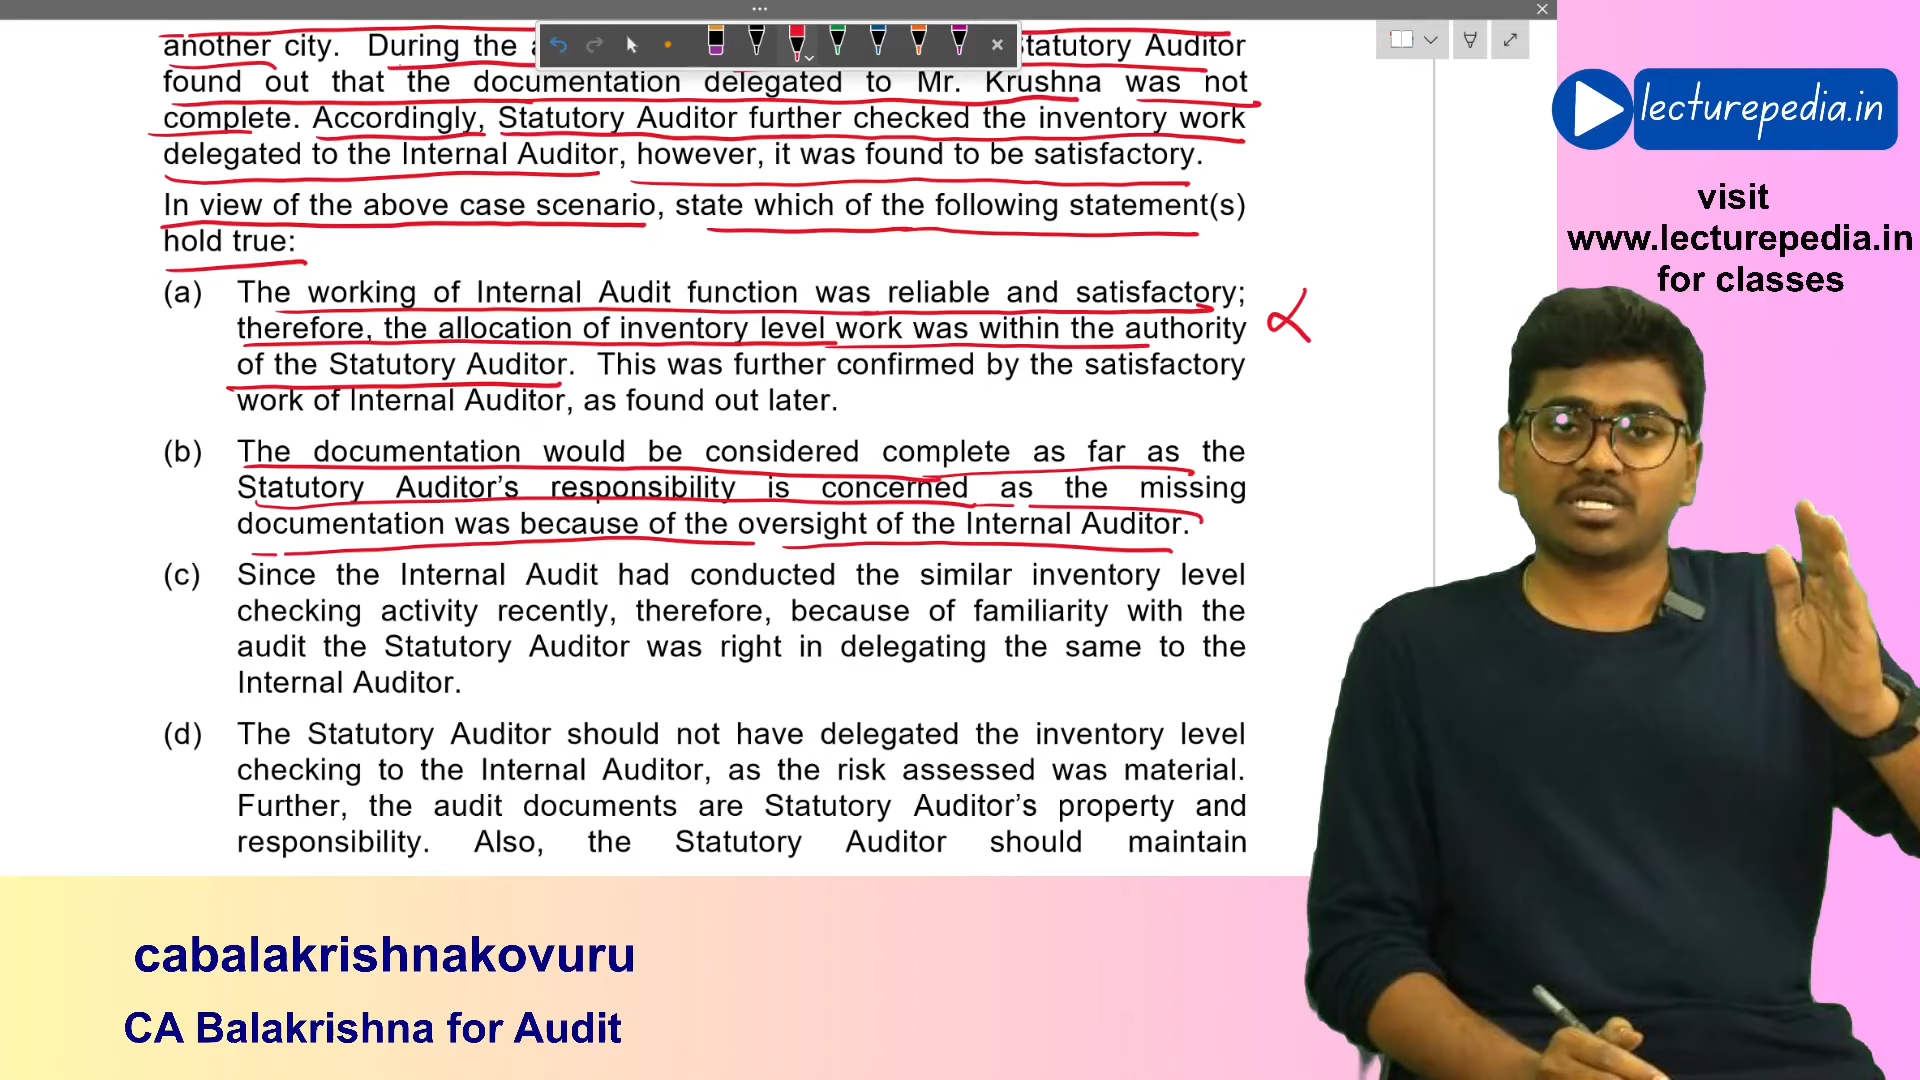 another city. During the
Statutory Auditor
found out that the documentation delegated to Mr. Krushna was not
complete. Accordingly, Statutory Auditor further checked the inventory work
delegated to the Internal Auditor, however, it was found to be satisfactory.
In view of the above case scenario, state which of the following statement(s)
hold true:
(a) The working of Internal Audit function was reliable and satisfactory;
therefore, the allocation of inventory level work was within the authority
of the Statutory Auditor. This was further confirmed by the satisfactory
work of Internal Auditor, as found out later.
(b) The documentation would be considered complete as far as the
Statutory Auditor's responsibility is concerned as the missing
documentation was because of the oversight of the Internal Auditor.
(c) Since the Internal Audit had conducted the similar inventory level
checking activity recently, therefore, because of familiarity with the
audit the Statutory Auditor was right in delegating the same to the
Internal Auditor.
(d) The Statutory Auditor should not have delegated the inventory level
checking to the Internal Auditor, as the risk assessed was material.
Further, the audit documents are Statutory Auditor's property and
responsibility. Also, the Statutory Auditor should maintain
lecturepedia.in
visit
www.lecturepedia.in
for classes
cabalakrishnakovuru
CA Balakrishna for Audit